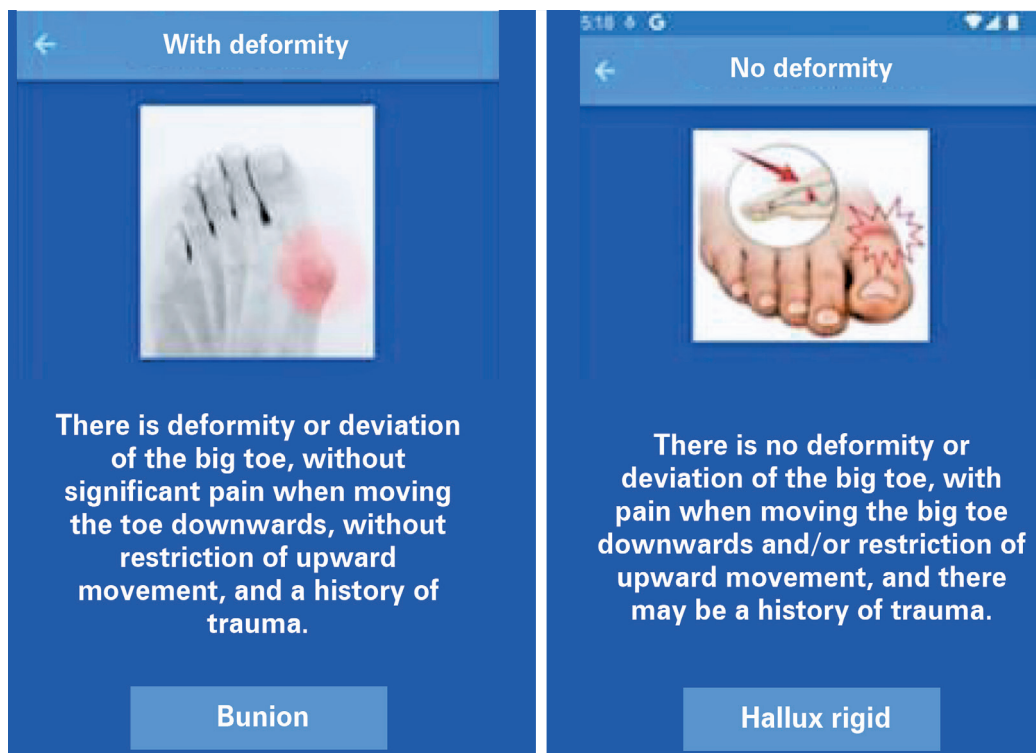 With deformity
There is deformity or deviation
of the big toe, without
significant pain when moving
the toe downwards, without
restriction of upward
movement, and a history of
trauma.
Bunion
5:18 G
No deformity
There is no deformity or
deviation of the big toe, with
pain when moving the big toe
downwards and/or restriction of
upward movement, and there
may be a history of trauma.
Hallux rigid